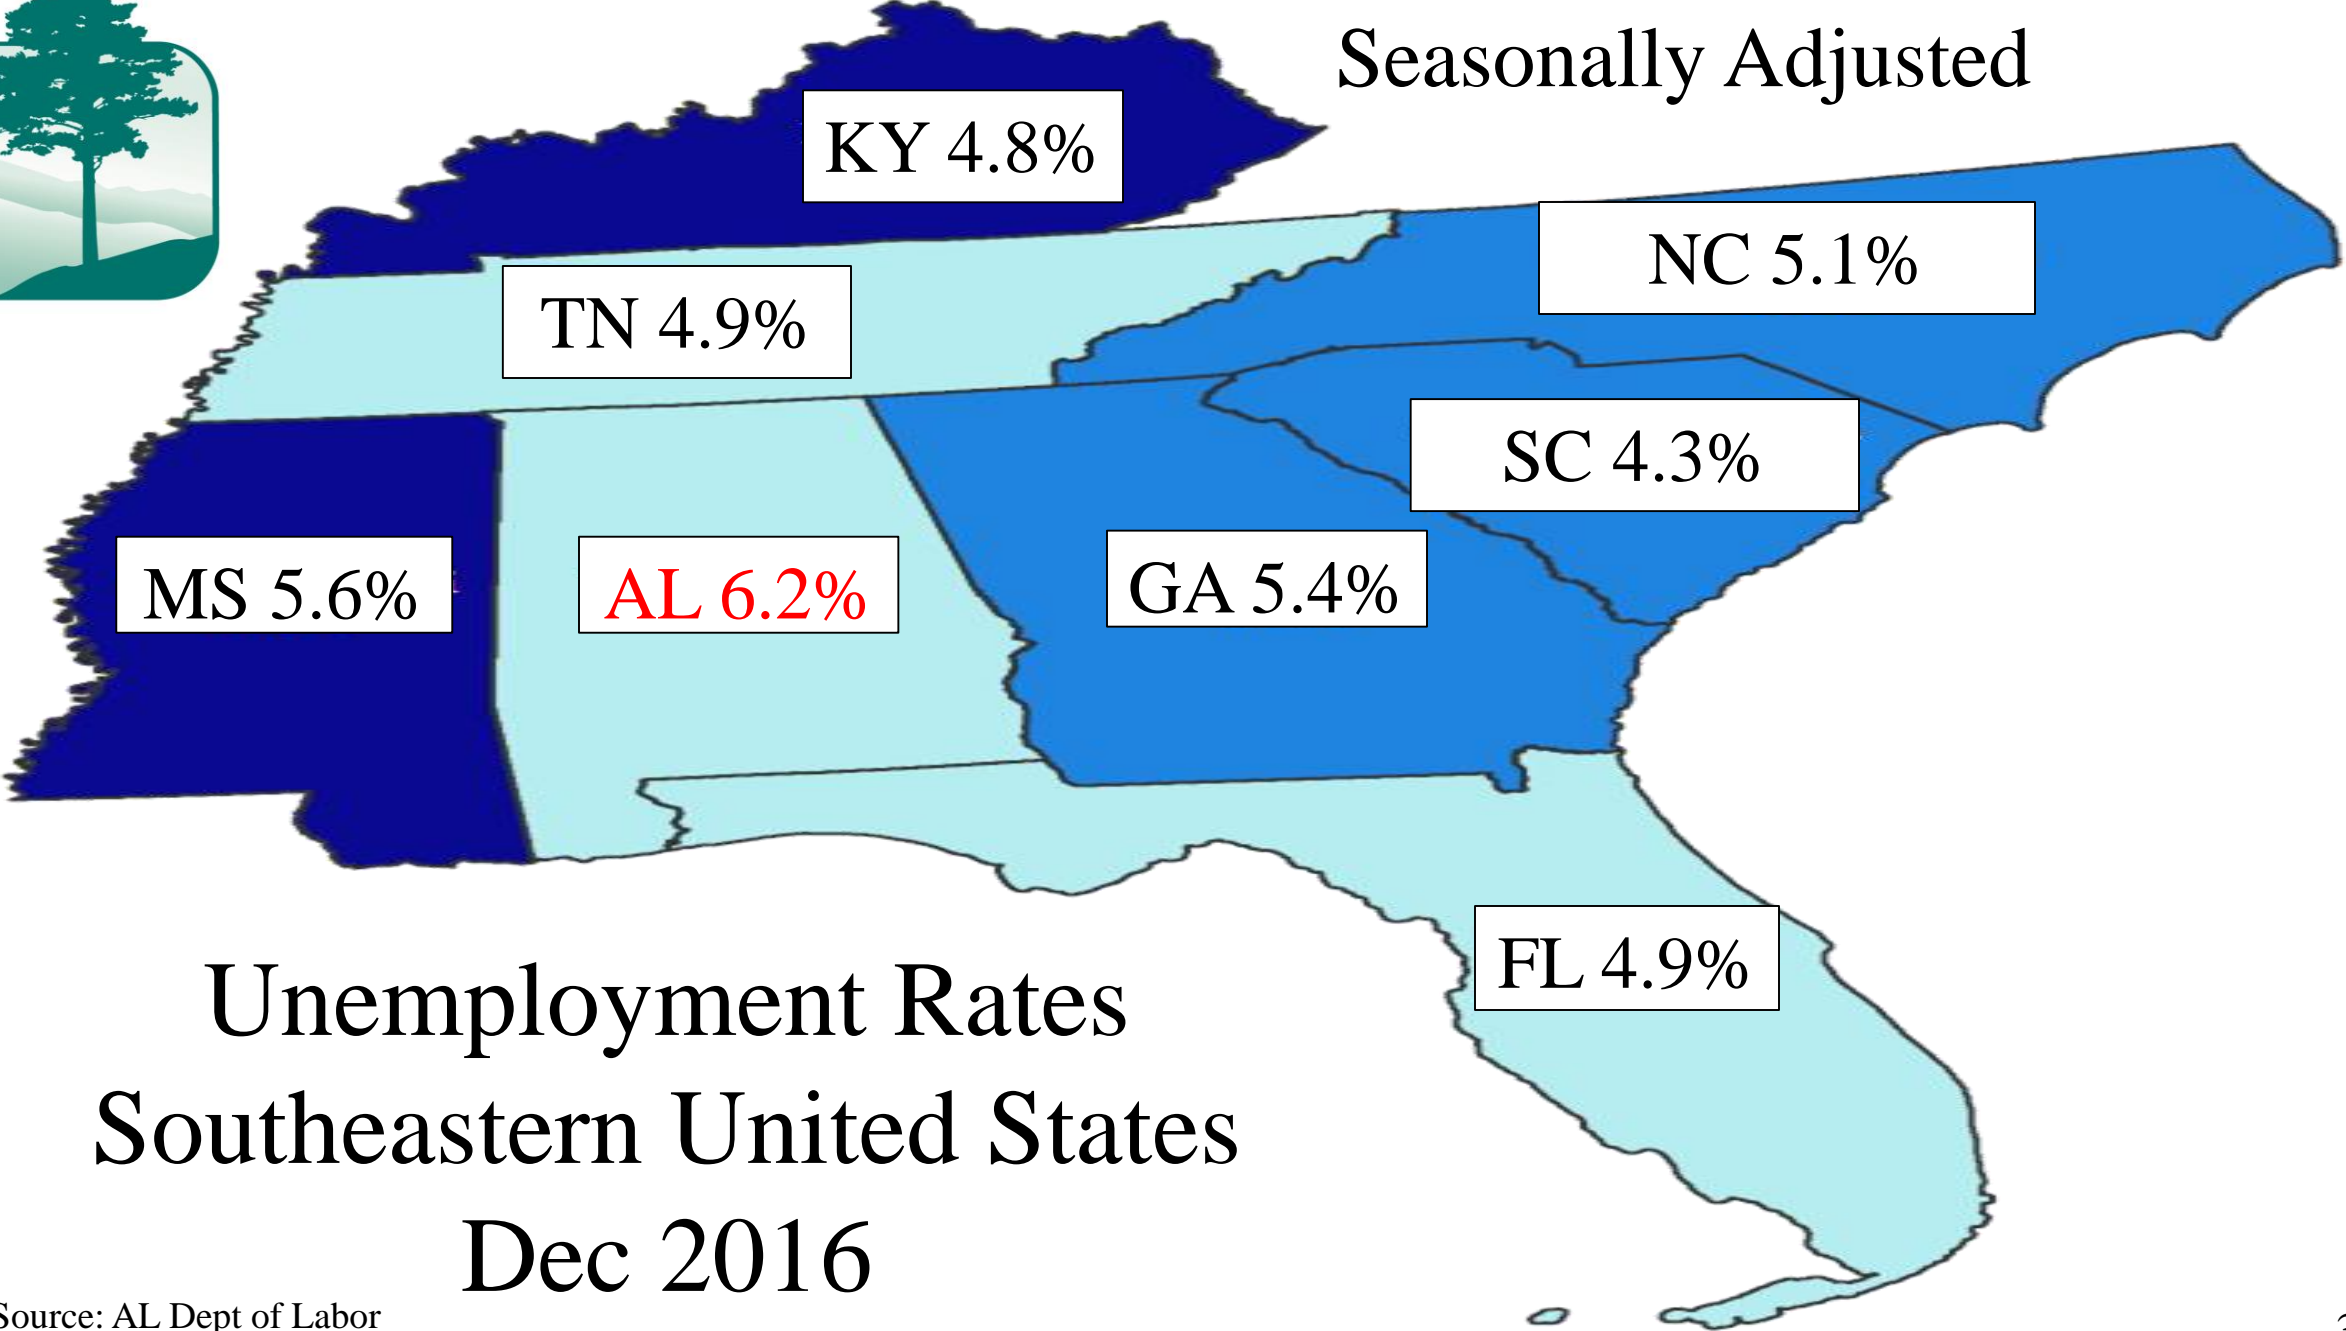 Seasonally Adjusted
KY 4.8%
NC 5.1%
TN 4.9%
SC 4.3%
MS 5.6%
AL 6.2%
GA 5.4%
FL 4.9%
Unemployment Rates
Southeastern United States
Dec 2016
Source: AL Dept of Labor